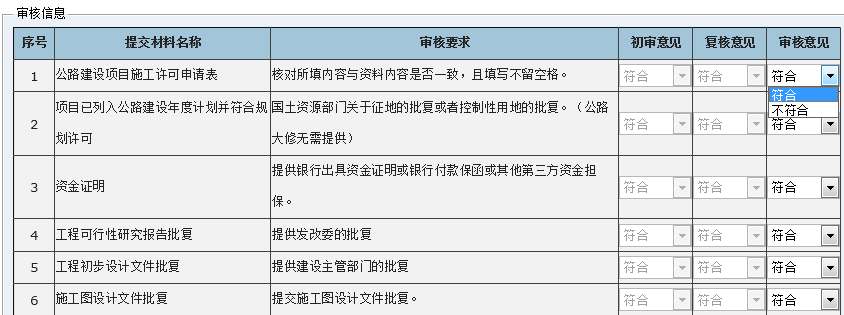 审核信息
序号 提交材料名称 审核要求 初审意见 复核意见 审核意见
1 公路建设项目施工许可申请表 核对所填内容与资料内容是否一致，且填写不留空格。 符合 符合 符合
符合
不符合
2 项目已列入公路建设年度计划并符合规 国土资源部门关于征地的批复或者控制性用地的批复。（公路
划许可 大修无需提供） 符合 符合 符合
3 资金证明 提供银行出具资金证明或银行付款保函或其他第三方资金担
保。 符合 符合 符合
4 工程可行性研究报告批复 提供发改委的批复 符合 符合 符合
5 工程初步设计文件批复 提供建设主管部门的批复 符合 符合 符合
6 施工图设计文件批复 提交施工图设计文件批复。 符合 符合 符合